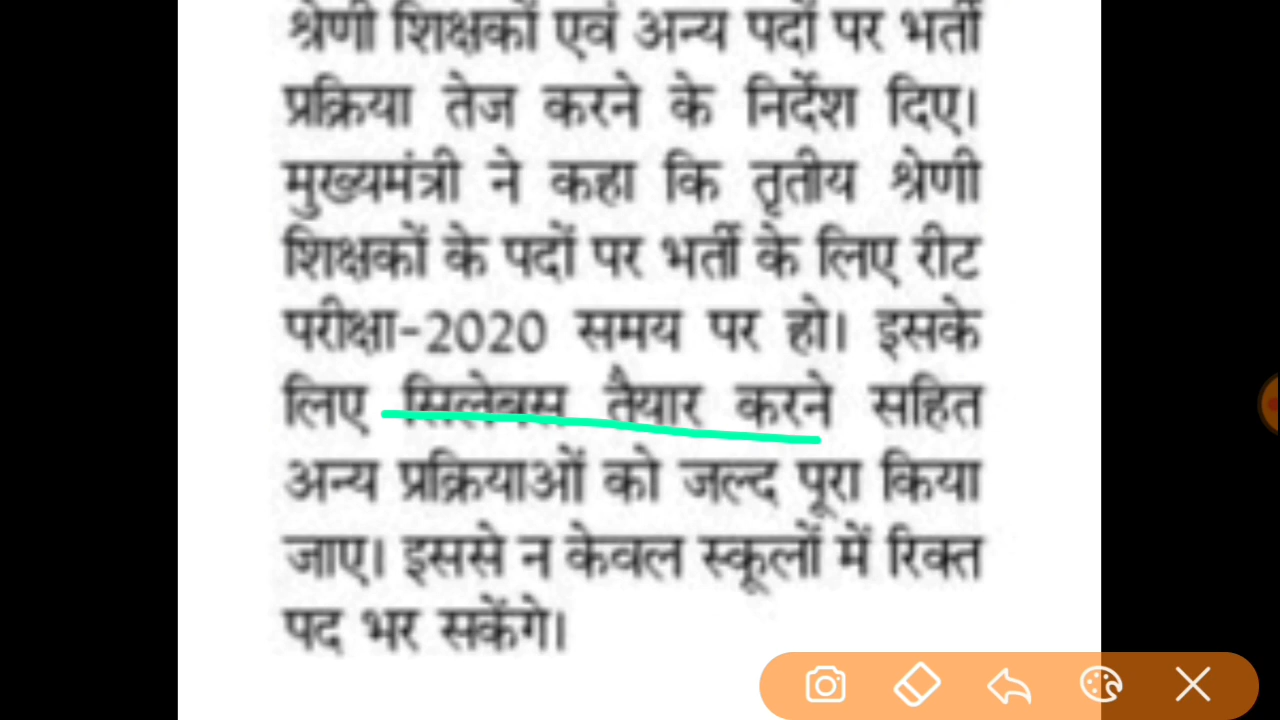 श्रेणी शिक्षकों एवं अन्य पदों पर भर्ती
प्रक्रिया तेज करने के निर्देश दिए।
मुख्यमंत्री ने कहा कि तृतीय श्रेणी
शिक्षकों के पदों पर भर्ती के लिए रीट
परीक्षा-2020 समय पर हो। इसके
लिए सिलेबस तैयार करने सहित
अन्य प्रक्रियाओं को जल्द पूरा किया
जाए। इससे न केवल स्कूलों में रिक्त
पद भर सकेंगे।